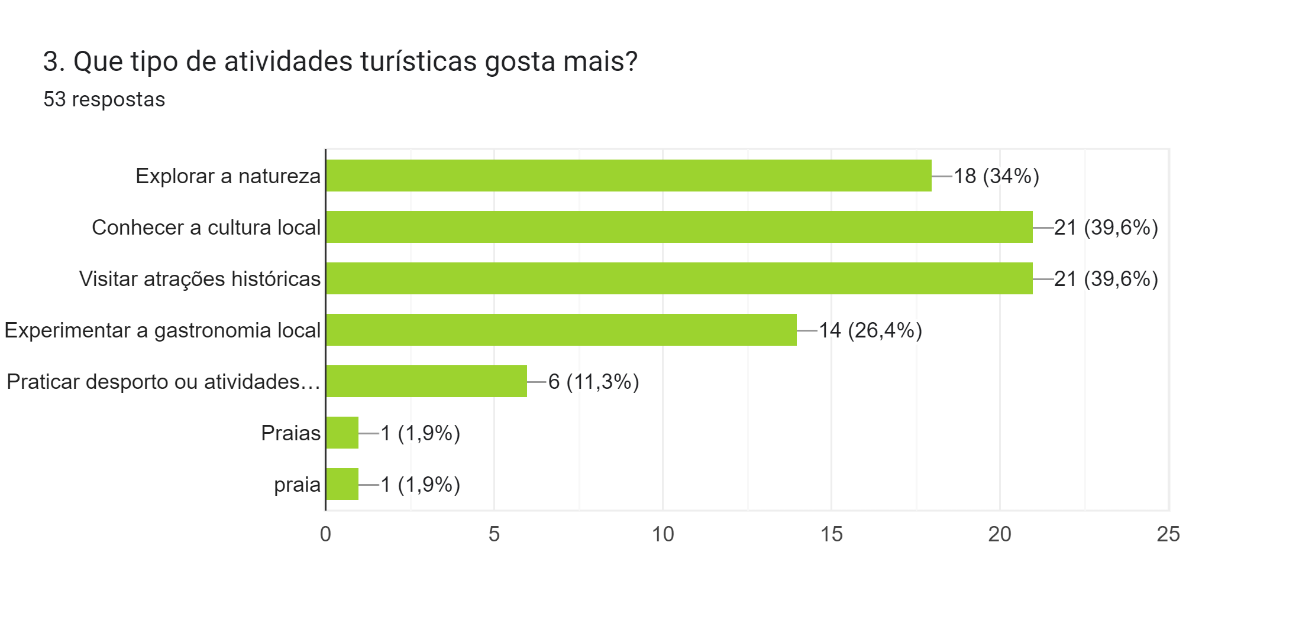 3. Que tipo de atividades turísticas gosta mais?
53 respostas
Explorar a natureza 18 (34%)
Conhecer a cultura local 21 (39,6%)
Visitar atrações históricas 21 (39,6%)
Experimentar a gastronomia local 14 (26,4%)
Praticar desporto ou atividades… 6 (11,3%)
Praias 1 (1,9%)
praia 1 (1,9%)
0 5 10 15 20 25